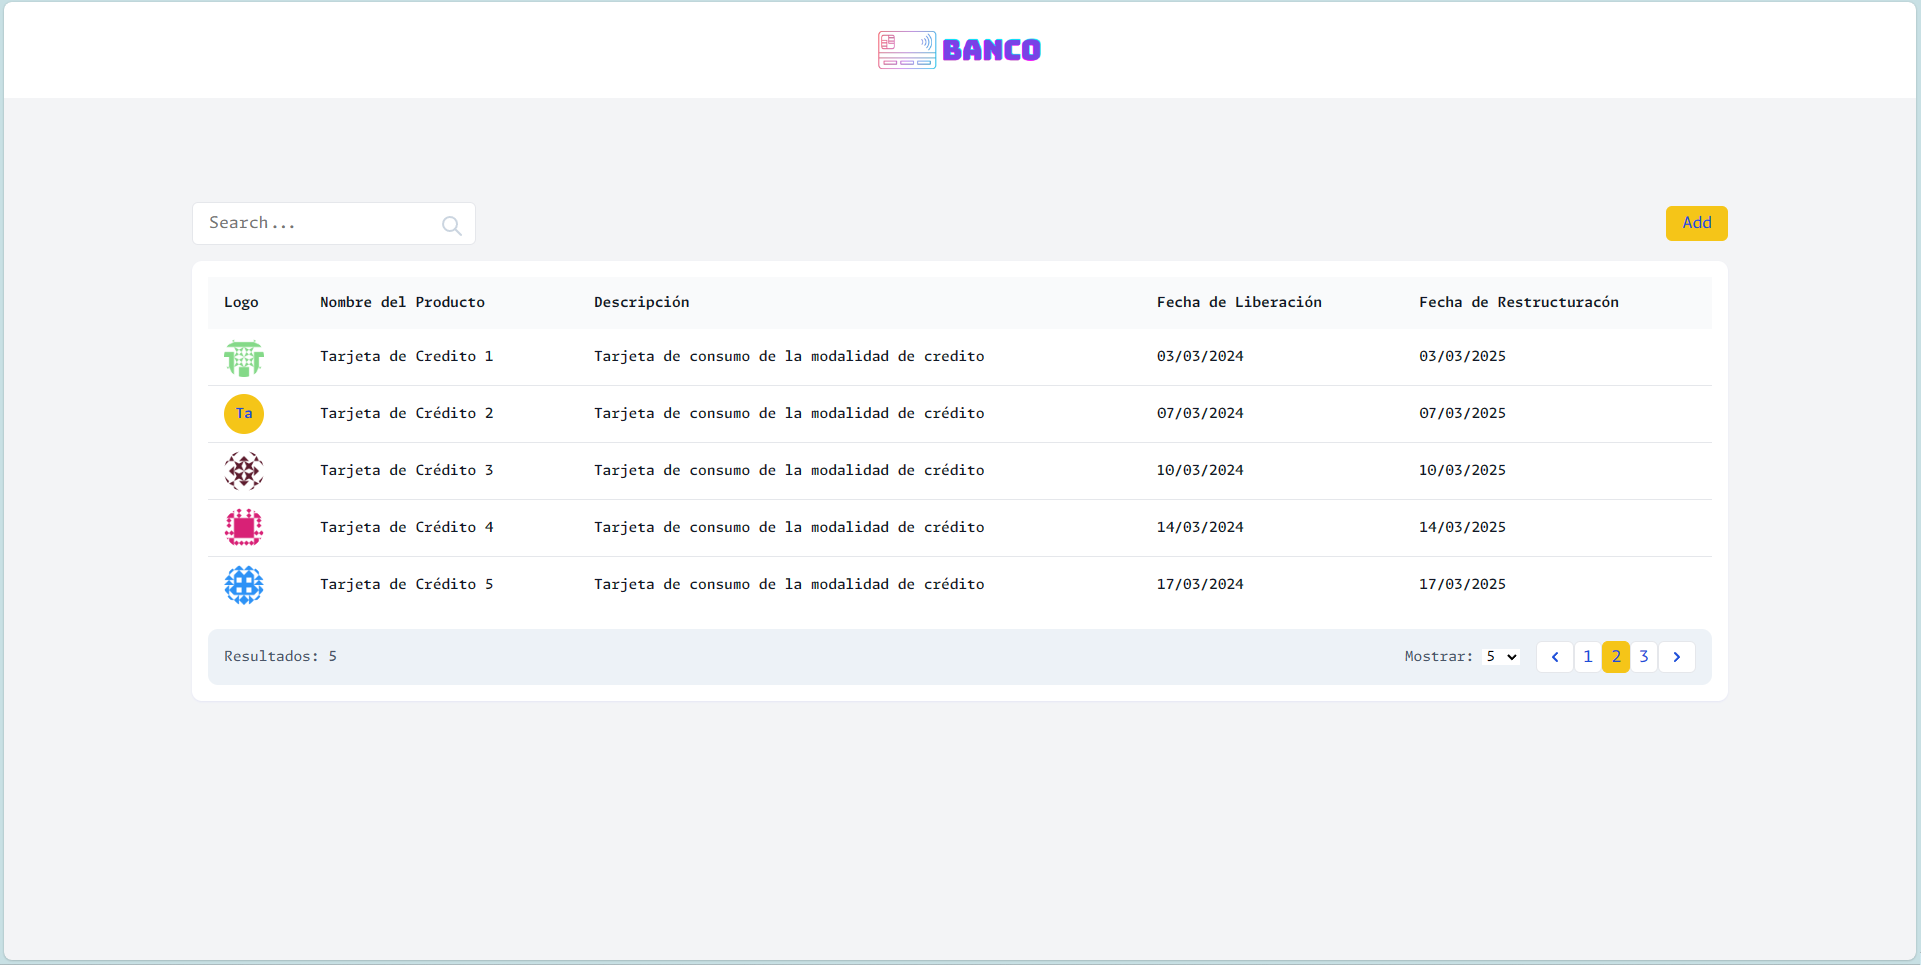 BANCO
Search...
Add
Logo Nombre del Producto Descripción Fecha de Liberación Fecha de Restructuracón
Tarjeta de Credito 1 Tarjeta de consumo de la modalidad de credito 03/03/2024 03/03/2025
Ta Tarjeta de Crédito 2 Tarjeta de consumo de la modalidad de crédito 07/03/2024 07/03/2025
Tarjeta de Crédito 3 Tarjeta de consumo de la modalidad de crédito 10/03/2024 10/03/2025
Tarjeta de Crédito 4 Tarjeta de consumo de la modalidad de crédito 14/03/2024 14/03/2025
Tarjeta de Crédito 5 Tarjeta de consumo de la modalidad de crédito 17/03/2024 17/03/2025
Resultados: 5 Mostrar: 5 1 2 3